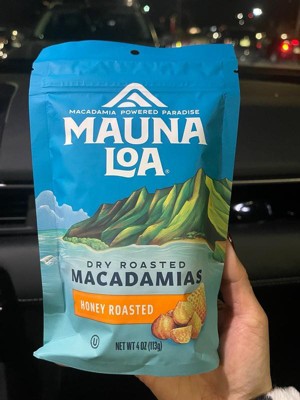 MACADAMIA POWERED PARADISE
MAUNA
LOA®
DRY ROASTED
MACADAMIAS
HONEY ROASTED
U
NET WT 4 OZ (113g)